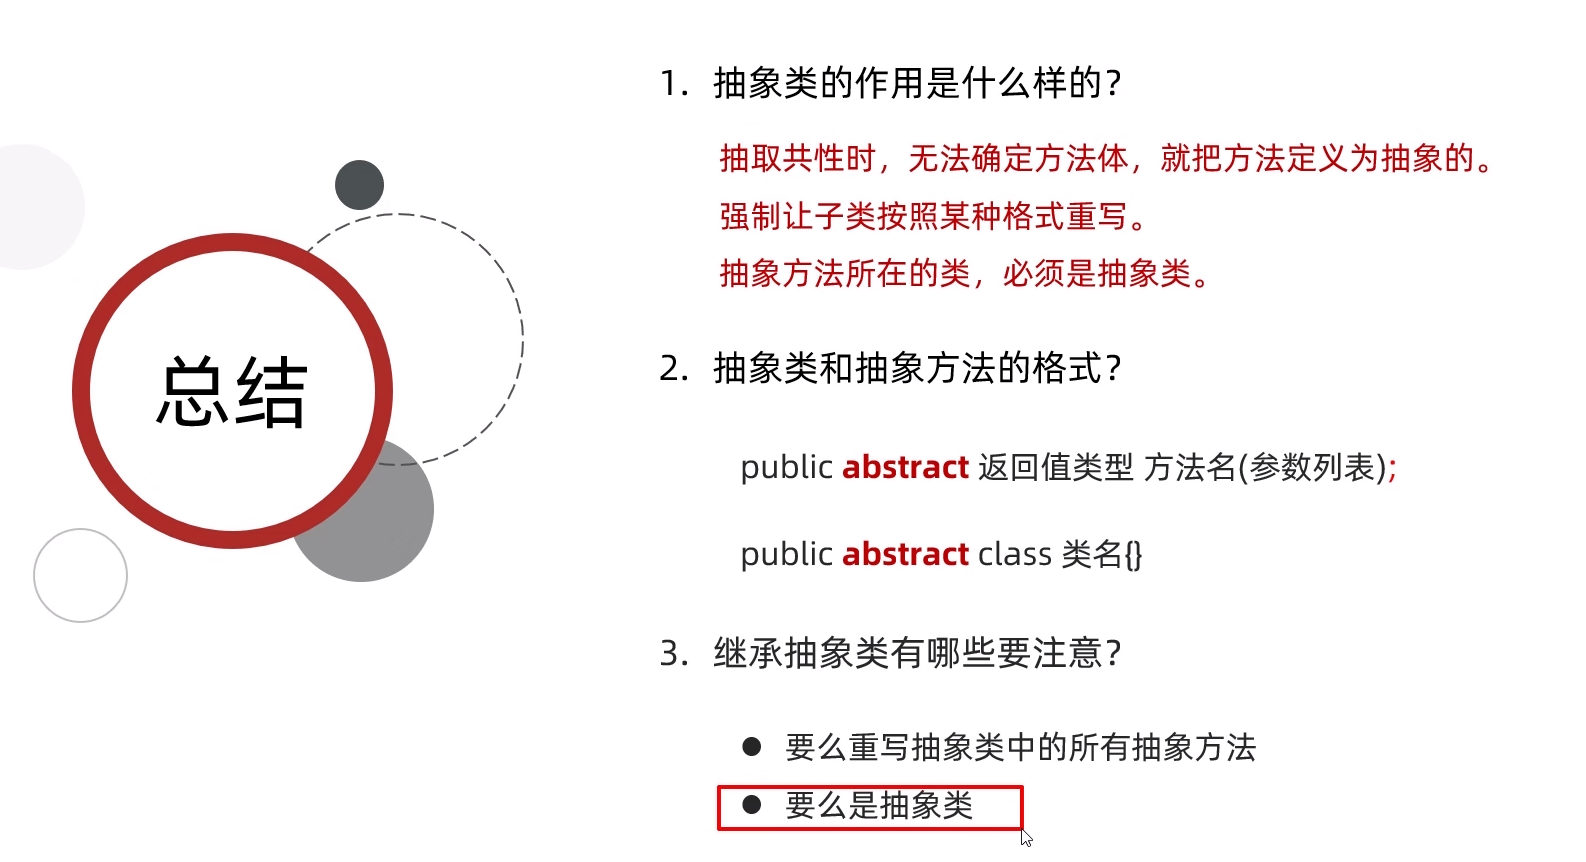 总结
1. 抽象类的作用是什么样的？
抽取共性时，无法确定方法体，就把方法定义为抽象的。
强制让子类按照某种格式重写。
抽象方法所在的类，必须是抽象类。
2. 抽象类和抽象方法的格式？
public abstract 返回值类型 方法名(参数列表);
public abstract class 类名{}
3. 继承抽象类有哪些要注意？
● 要么重写抽象类中的所有抽象方法
● 要么是抽象类